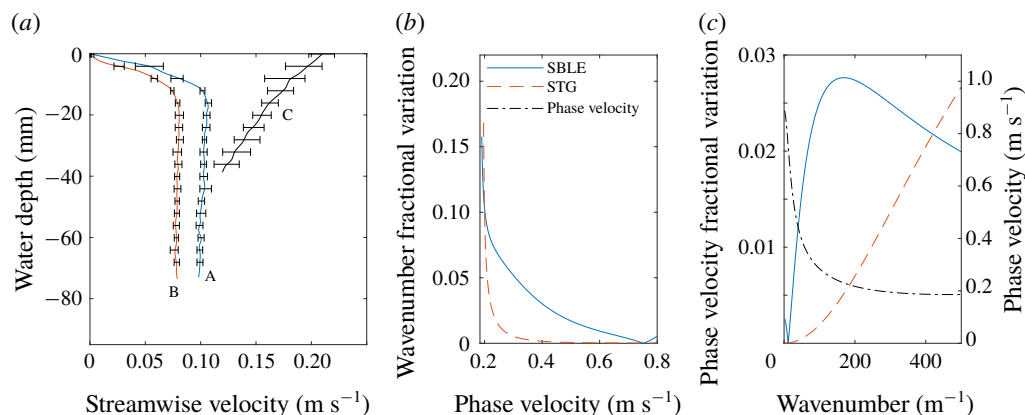 (a)
0
-20
-40
-60
-80
Water depth (mm)
0
0.05
0.10
0.15
0.20
Streamwise velocity (m s−1)
A
B
C
(b)
0.20
0.15
0.10
0.05
0
Wavenumber fractional variation
0.2
0.4
0.6
0.8
Phase velocity (m s−1)
SBLE
STG
Phase velocity
(c)
0.03
0.02
0.01
Phase velocity fractional variation
0
200
400
Wavenumber (m−1)
1.0
0.8
0.6
0.4
0.2
0
Phase velocity (m s−1)